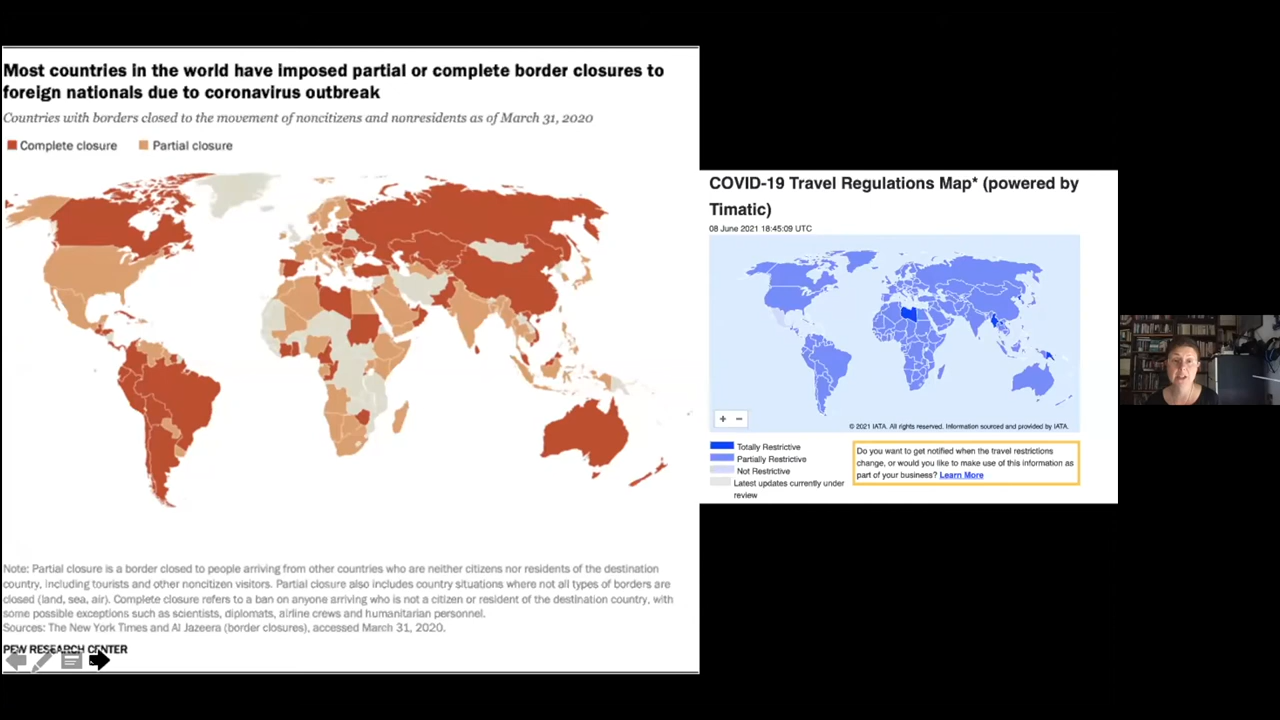 Most countries in the world have imposed partial or complete border closures to
foreign nationals due to coronavirus outbreak
Countries with borders closed to the movement of noncitizens and nonresidents as of March 31, 2020
Complete closure
Partial closure
Note: Partial closure is a border closed to people arriving from other countries who are neither citizens nor residents of the destination
country, including tourists and other noncitizen visitors. Partial closure also includes country situations where not all types of borders are
closed (land, sea, air). Complete closure refers to a ban on anyone arriving who is not a citizen or resident of the destination country, with
some possible exceptions such as scientists, diplomats, airline crews and humanitarian personnel.
Sources: The New York Times and Al Jazeera (border closures), accessed March 31, 2020.
PEW RESEARCH CENTER
COVID-19 Travel Regulations Map* (powered by
Timatic)
08 June 2021 18:45:09 UTC
+ −
© 2021 IATA. All rights reserved. Information sourced and provided by IATA.
Totally Restrictive
Partially Restrictive
Not Restrictive
Latest updates currently under
review
Do you want to get notified when the travel restrictions
change, or would you like to make use of this information as
part of your business? Learn More